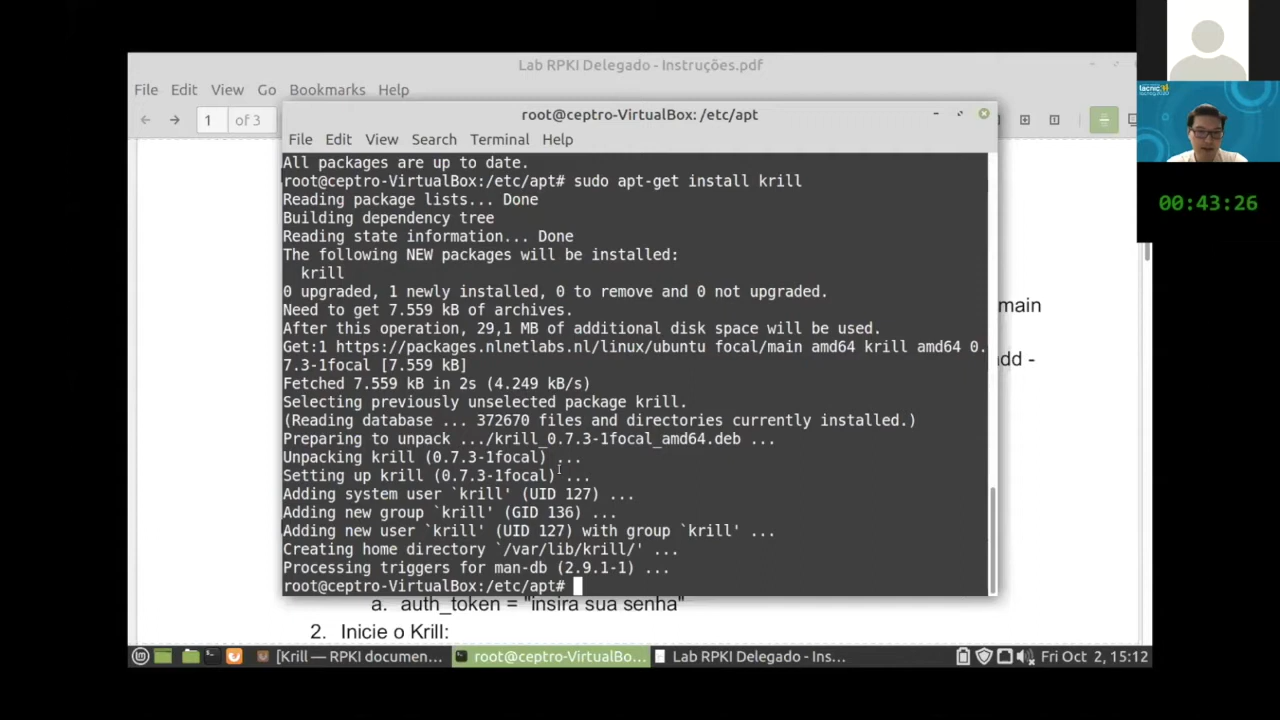 Lab RPKI Delegado - Instruções.pdf
File Edit View Go Bookmarks Help
1 of 3
root@ceptro-VirtualBox: /etc/apt
File Edit View Search Terminal Help
All packages are up to date.
root@ceptro-VirtualBox:/etc/apt# sudo apt-get install krill
Reading package lists... Done
Building dependency tree
Reading state information... Done
The following NEW packages will be installed:
krill
0 upgraded, 1 newly installed, 0 to remove and 0 not upgraded.
Need to get 7.559 kB of archives.
After this operation, 29,1 MB of additional disk space will be used.
Get:1 https://packages.nlnetlabs.nl/linux/ubuntu focal/main amd64 krill amd64 0.
7.3-1focal [7.559 kB]
Fetched 7.559 kB in 2s (4.249 kB/s)
Selecting previously unselected package krill.
(Reading database ... 372670 files and directories currently installed.)
Preparing to unpack .../krill_0.7.3-1focal_amd64.deb ...
Unpacking krill (0.7.3-1focal) ...
Setting up krill (0.7.3-1focal) ...
Adding system user `krill' (UID 127) ...
Adding new group `krill' (GID 136) ...
Adding new user `krill' (UID 127) with group `krill' ...
Creating home directory `/var/lib/krill/' ...
Processing triggers for man-db (2.9.1-1) ...
root@ceptro-VirtualBox:/etc/apt#
main
dd -
a. auth_token = "insira sua senha"
2. Inicie o Krill:
[Krill — RPKI documen... root@ceptro-VirtualBo... Lab RPKI Delegado - Ins... Fri Oct 2, 15:12
lacnic
00:43:26